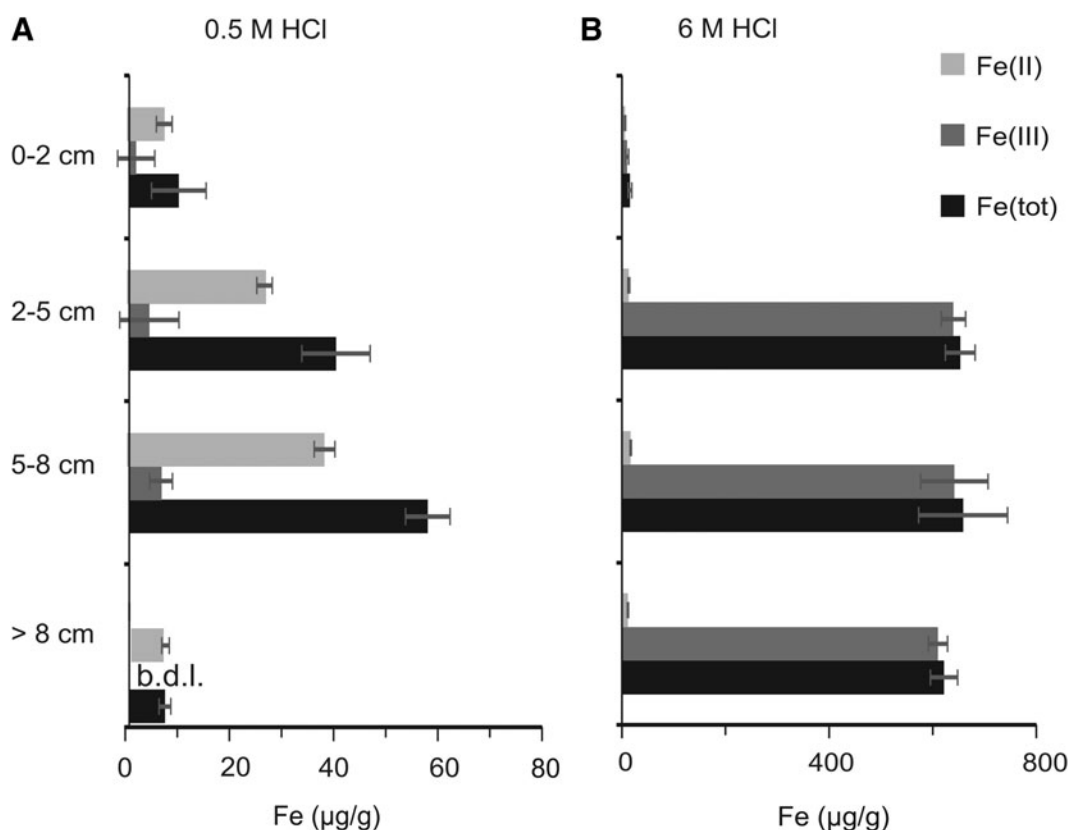 A
0.5 M HCl
B
6 M HCl
Fe(II)
Fe(III)
Fe(tot)
0-2 cm
2-5 cm
5-8 cm
> 8 cm
b.d.l.
0 20 40 60 80
0 400 800
Fe (µg/g)
Fe (µg/g)